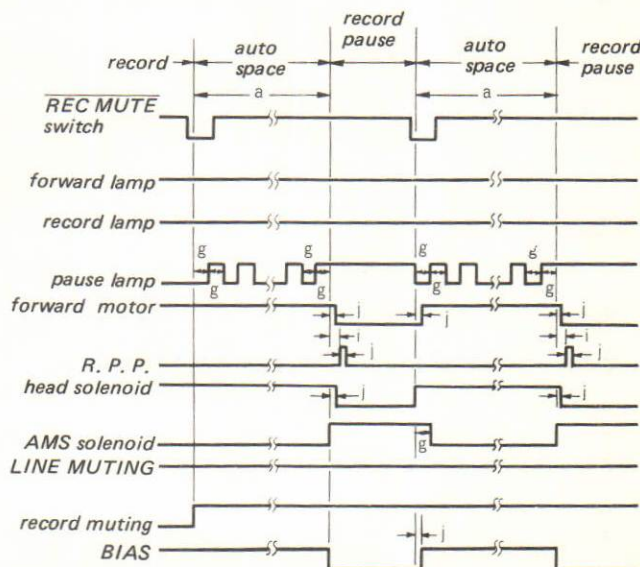 record
auto
space
record
pause
auto
space
record
pause
a
a
REC MUTE
switch
forward lamp
record lamp
g
g
g
g
pause lamp
g
g
g
g
forward motor
j
j
j
i
i
R. P. P.
j
j
head solenoid
j
j
AMS solenoid
g
LINE MUTING
record muting
j
BIAS